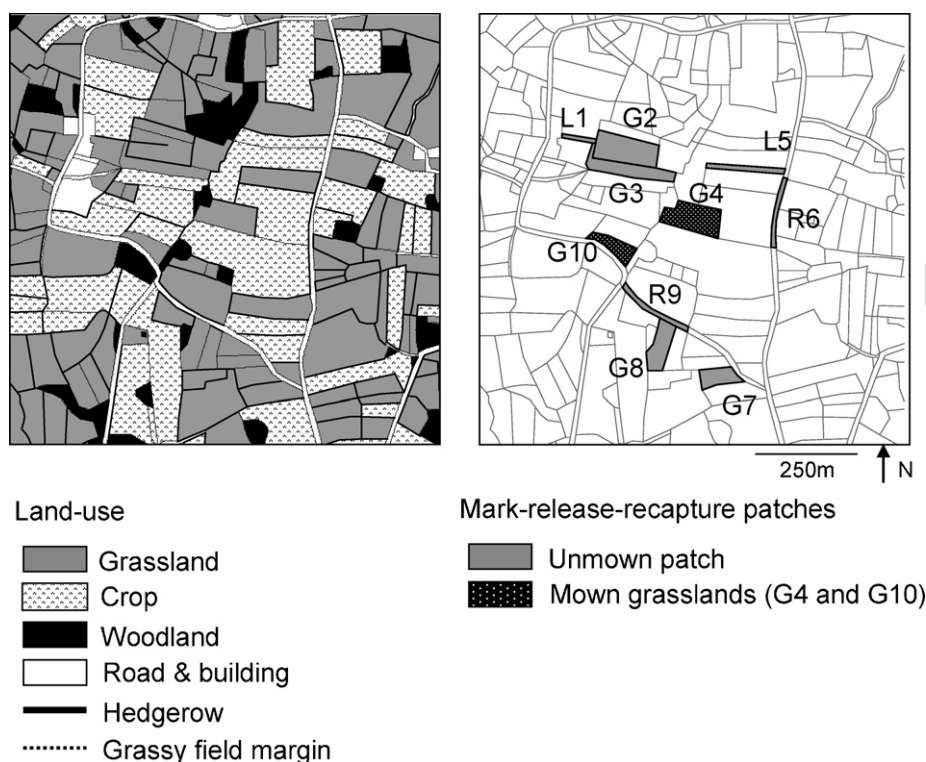 L1
G2
L5
G3
G4
R6
G10
R9
G8
G7
250m
N
Land-use
Grassland
Crop
Woodland
Road & building
Hedgerow
Grassy field margin
Mark-release-recapture patches
Unmown patch
Mown grasslands (G4 and G10)